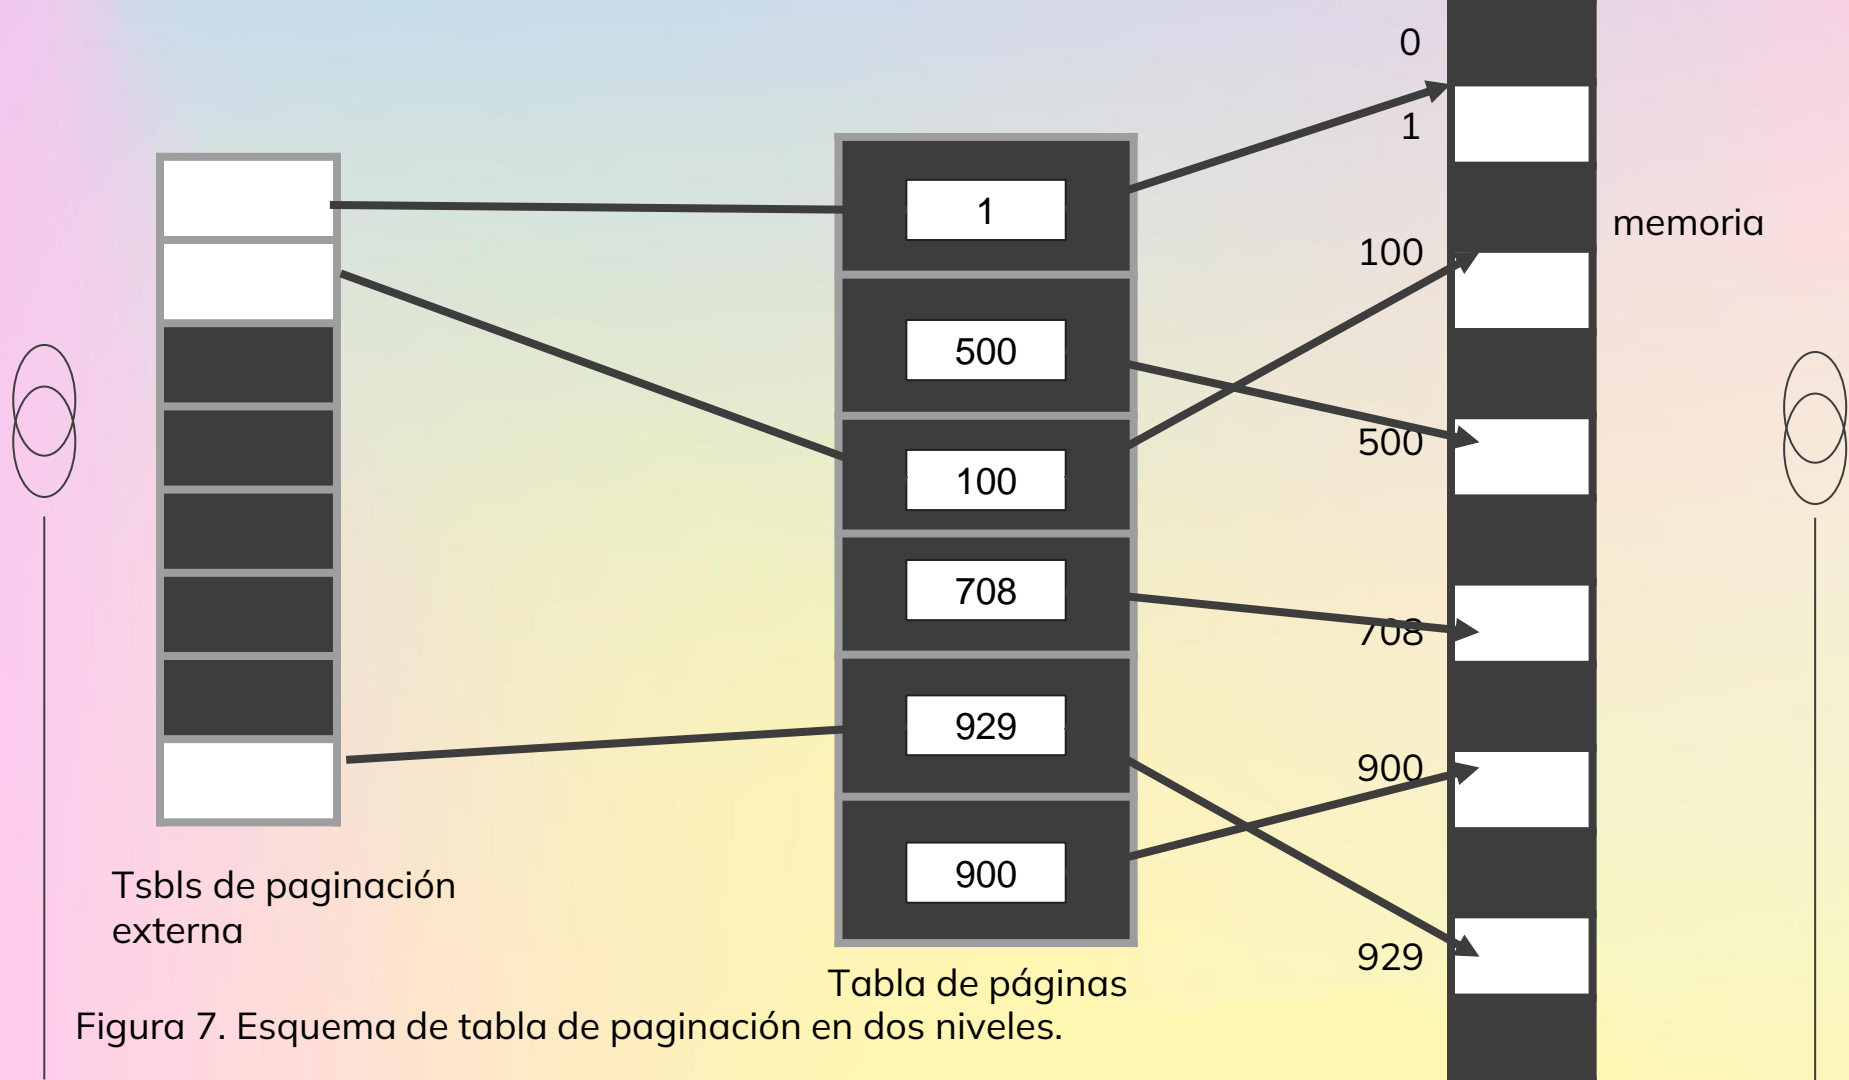 0
1
memoria
100
500
708
900
929
1
500
100
708
929
900
Tsbls de paginación
externa
Tabla de páginas
Figura 7. Esquema de tabla de paginación en dos niveles.